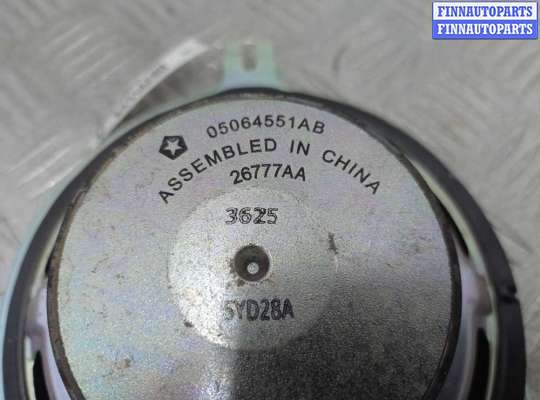 FINNAUTOPARTS
FINNAUTOPARTS
05064551AB
ASSEMBLED IN CHINA
26777AA
3625
5YD28A